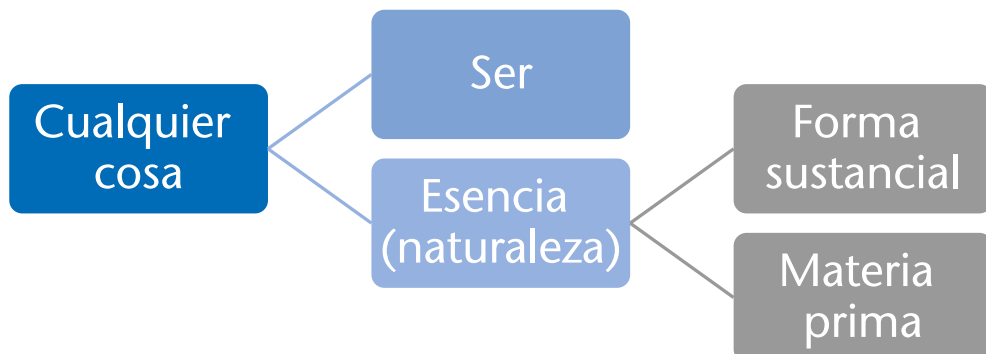 Cualquier
cosa
Ser
Esencia
(naturaleza)
Forma
sustancial
Materia
prima